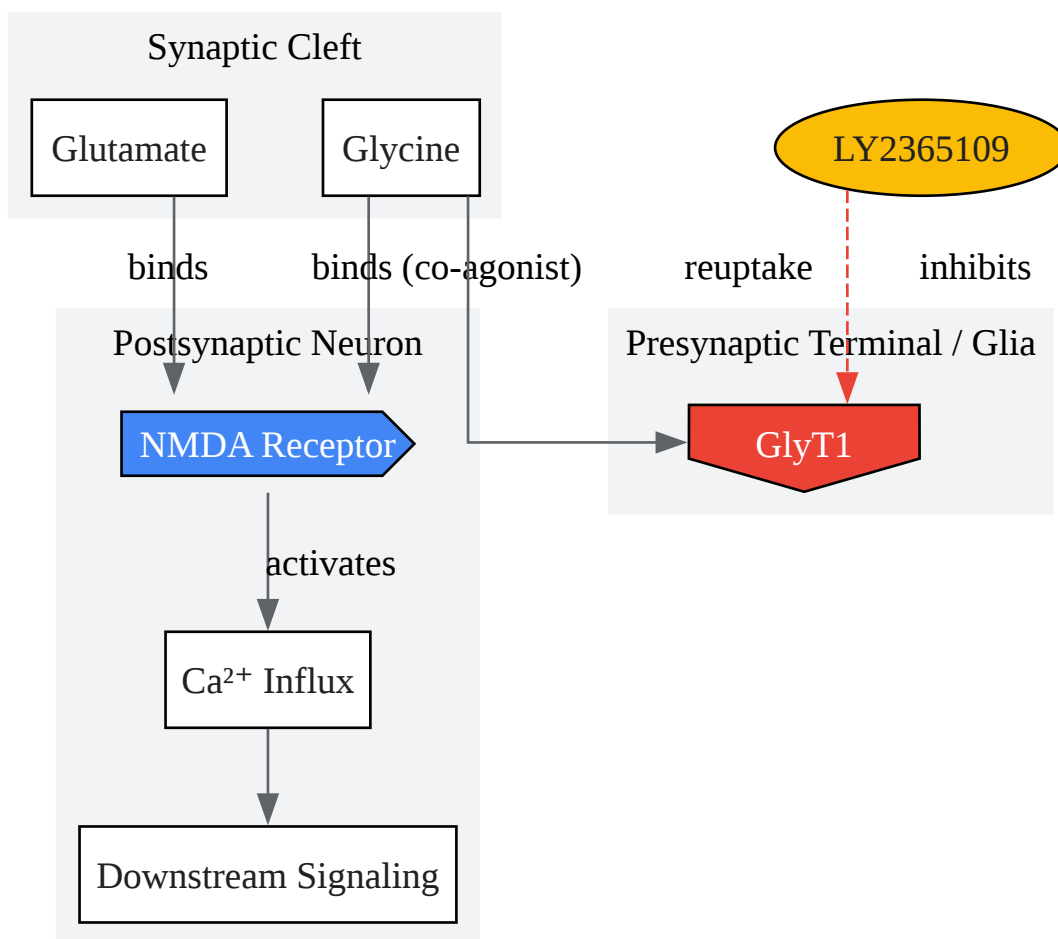 Synaptic Cleft
Glutamate
Glycine
LY2365109
binds
binds (co-agonist)
reuptake
inhibits
Postsynaptic Neuron
Presynaptic Terminal / Glia
NMDA Receptor
GlyT1
activates
Ca²⁺ Influx
Downstream Signaling